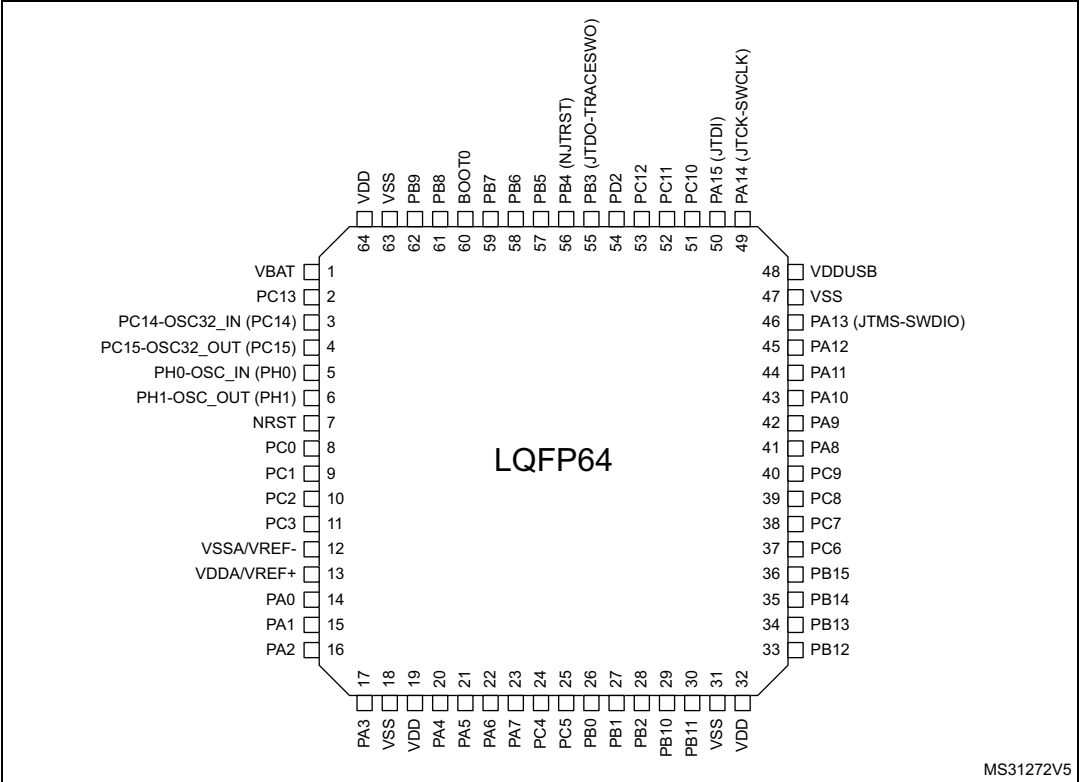 VDD
VSS
PB9
PB8
BOOT0
PB7
PB6
PB5
PB4 (NJTRST)
PB3 (JTDO-TRACESWO)
PD2
PC12
PC11
PC10
PA15 (JTDI)
PA14 (JTCK-SWCLK)
64
63
62
61
60
59
58
57
56
55
54
53
52
51
50
49
VBAT 1
PC13 2
PC14-OSC32_IN (PC14) 3
PC15-OSC32_OUT (PC15) 4
PH0-OSC_IN (PH0) 5
PH1-OSC_OUT (PH1) 6
NRST 7
PC0 8
PC1 9
PC2 10
PC3 11
VSSA/VREF- 12
VDDA/VREF+ 13
PA0 14
PA1 15
PA2 16
LQFP64
48 VDDUSB
47 VSS
46 PA13 (JTMS-SWDIO)
45 PA12
44 PA11
43 PA10
42 PA9
41 PA8
40 PC9
39 PC8
38 PC7
37 PC6
36 PB15
35 PB14
34 PB13
33 PB12
17
18
19
20
21
22
23
24
25
26
27
28
29
30
31
32
PA3
VSS
VDD
PA4
PA5
PA6
PA7
PC4
PC5
PB0
PB1
PB2
PB10
PB11
VSS
VDD
MS31272V5